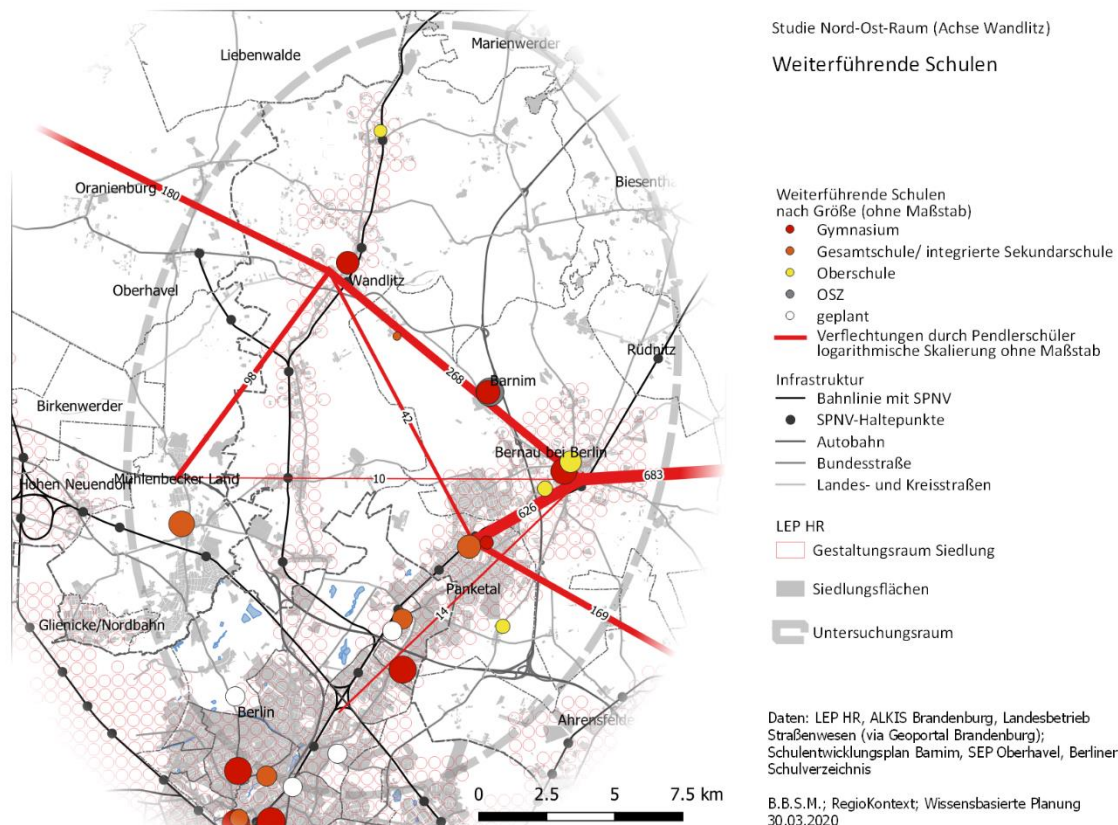 Studie Nord-Ost-Raum (Achse Wandlitz)
Weiterführende Schulen
Marienwerder
Liebenwalde
Oranienburg
180
Biesentha
Wandlitz
Oberhavel
Rüdnitz
98
268
Barnim
42
Birkenwerder
Bernau bei Berlin
Hohen Neuendorf
Mühlenbecker Land
10
683
626
Panketal
169
14
Glienicke/Nordbahn
Berlin
Ahrensfelde
0 2.5 5 7.5 km
Weiterführende Schulen
nach Größe (ohne Maßstab)
Gymnasium
Gesamtschule/ integrierte Sekundarschule
Oberschule
OSZ
geplant
Verflechtungen durch Pendlerschüler
logarithmische Skalierung ohne Maßstab
Infrastruktur
Bahnlinie mit SPNV
SPNV-Haltepunkte
Autobahn
Bundesstraße
Landes- und Kreisstraßen
LEP HR
Gestaltungsraum Siedlung
Siedlungsflächen
Untersuchungsraum
Daten: LEP HR, ALKIS Brandenburg, Landesbetrieb
Straßenwesen (via Geoportal Brandenburg);
Schulentwicklungsplan Barnim, SEP Oberhavel, Berliner
Schulverzeichnis
B.B.S.M.; RegioKontext; Wissensbasierte Planung
30.03.2020